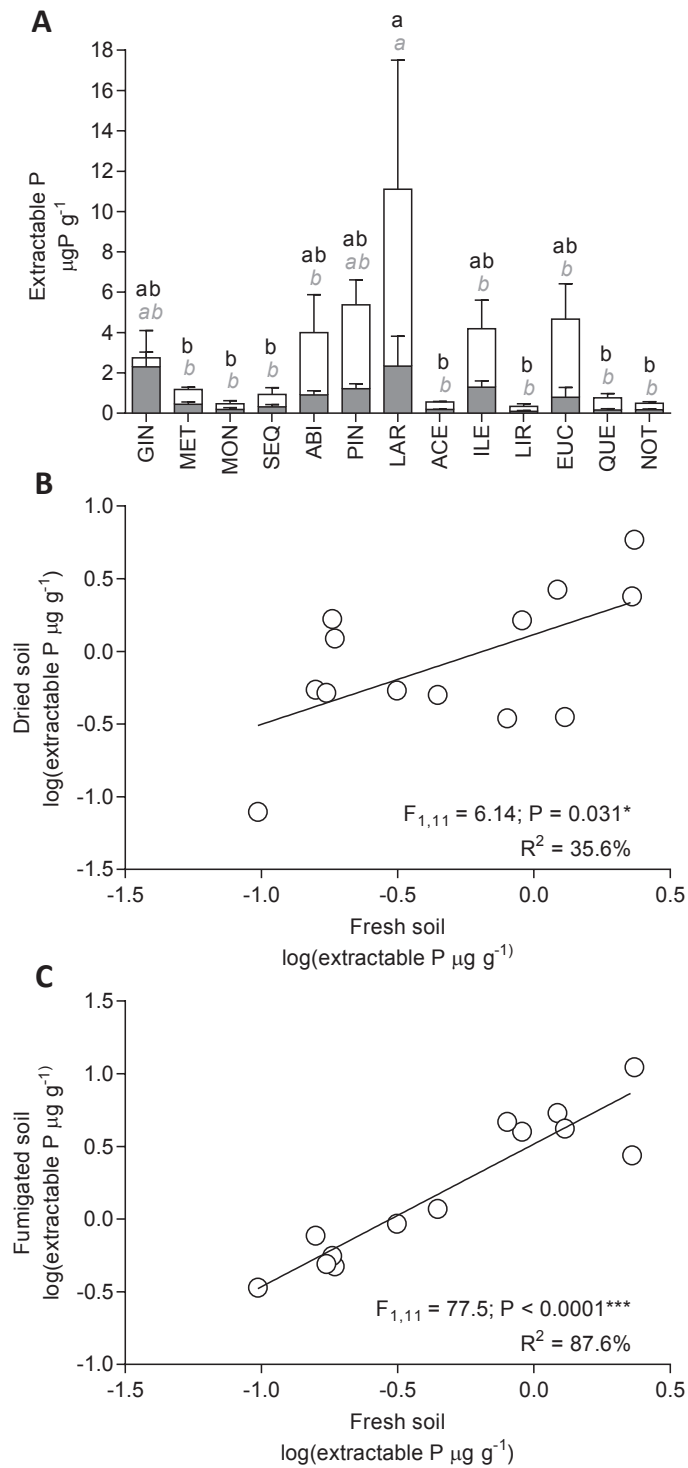 A
a
a
18
16
14
12
10
8
6
4
2
0
Extractable P
µgP g-1
ab ab
b b b b
ab b
ab ab
b b
ab b
b b
ab b
b b
b b
GIN MET MON SEQ ABI PIN LAR ACE ILE LIR EUC QUE NOT
B
1.0
0.5
0.0
-0.5
-1.0
-1.5
Dried soil
log(extractable P µg g-1)
F1,11 = 6.14; P = 0.031*
R2 = 35.6%
-1.5 -1.0 -0.5 0.0 0.5
Fresh soil
log(extractable P µg g-1)
C
1.5
1.0
0.5
0.0
-0.5
-1.0
Fumigated soil
log(extractable P µg g-1)
F1,11 = 77.5; P < 0.0001***
R2 = 87.6%
-1.5 -1.0 -0.5 0.0 0.5
Fresh soil
log(extractable P µg g-1)